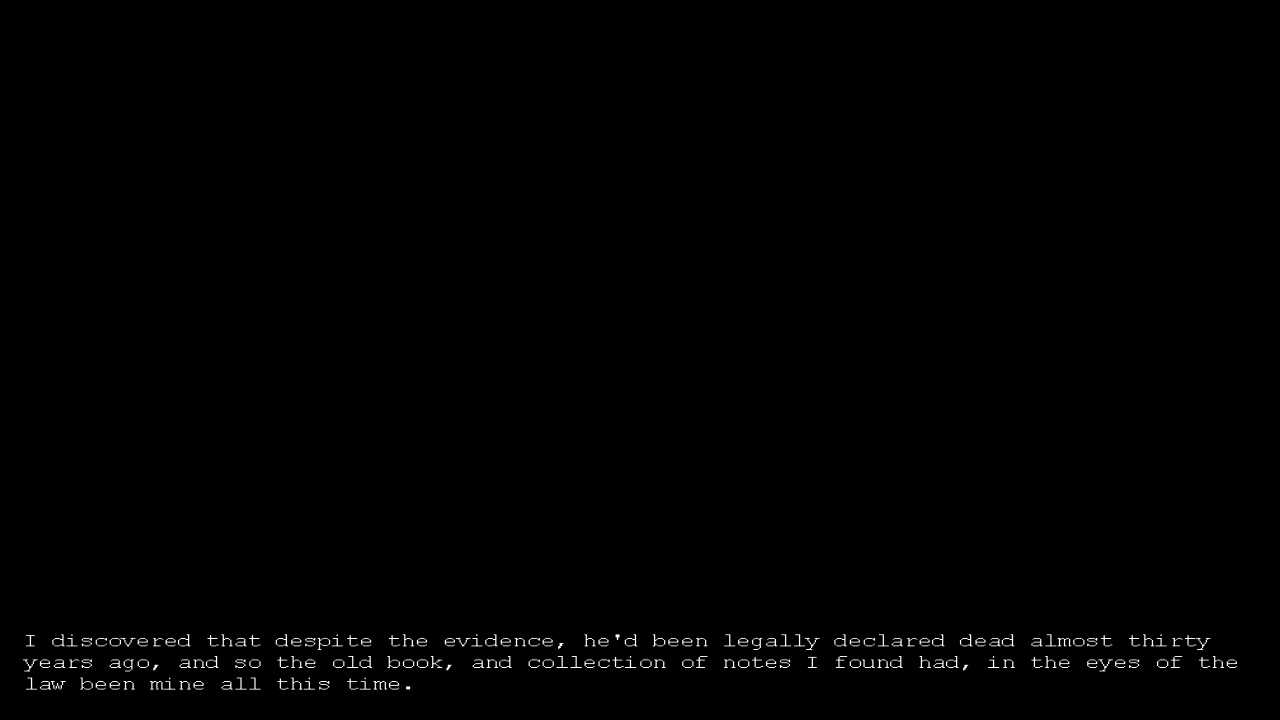 I discovered that despite the evidence, he'd been legally declared dead almost thirty
years ago, and so the old book, and collection of notes I found had, in the eyes of the
law been mine all this time.